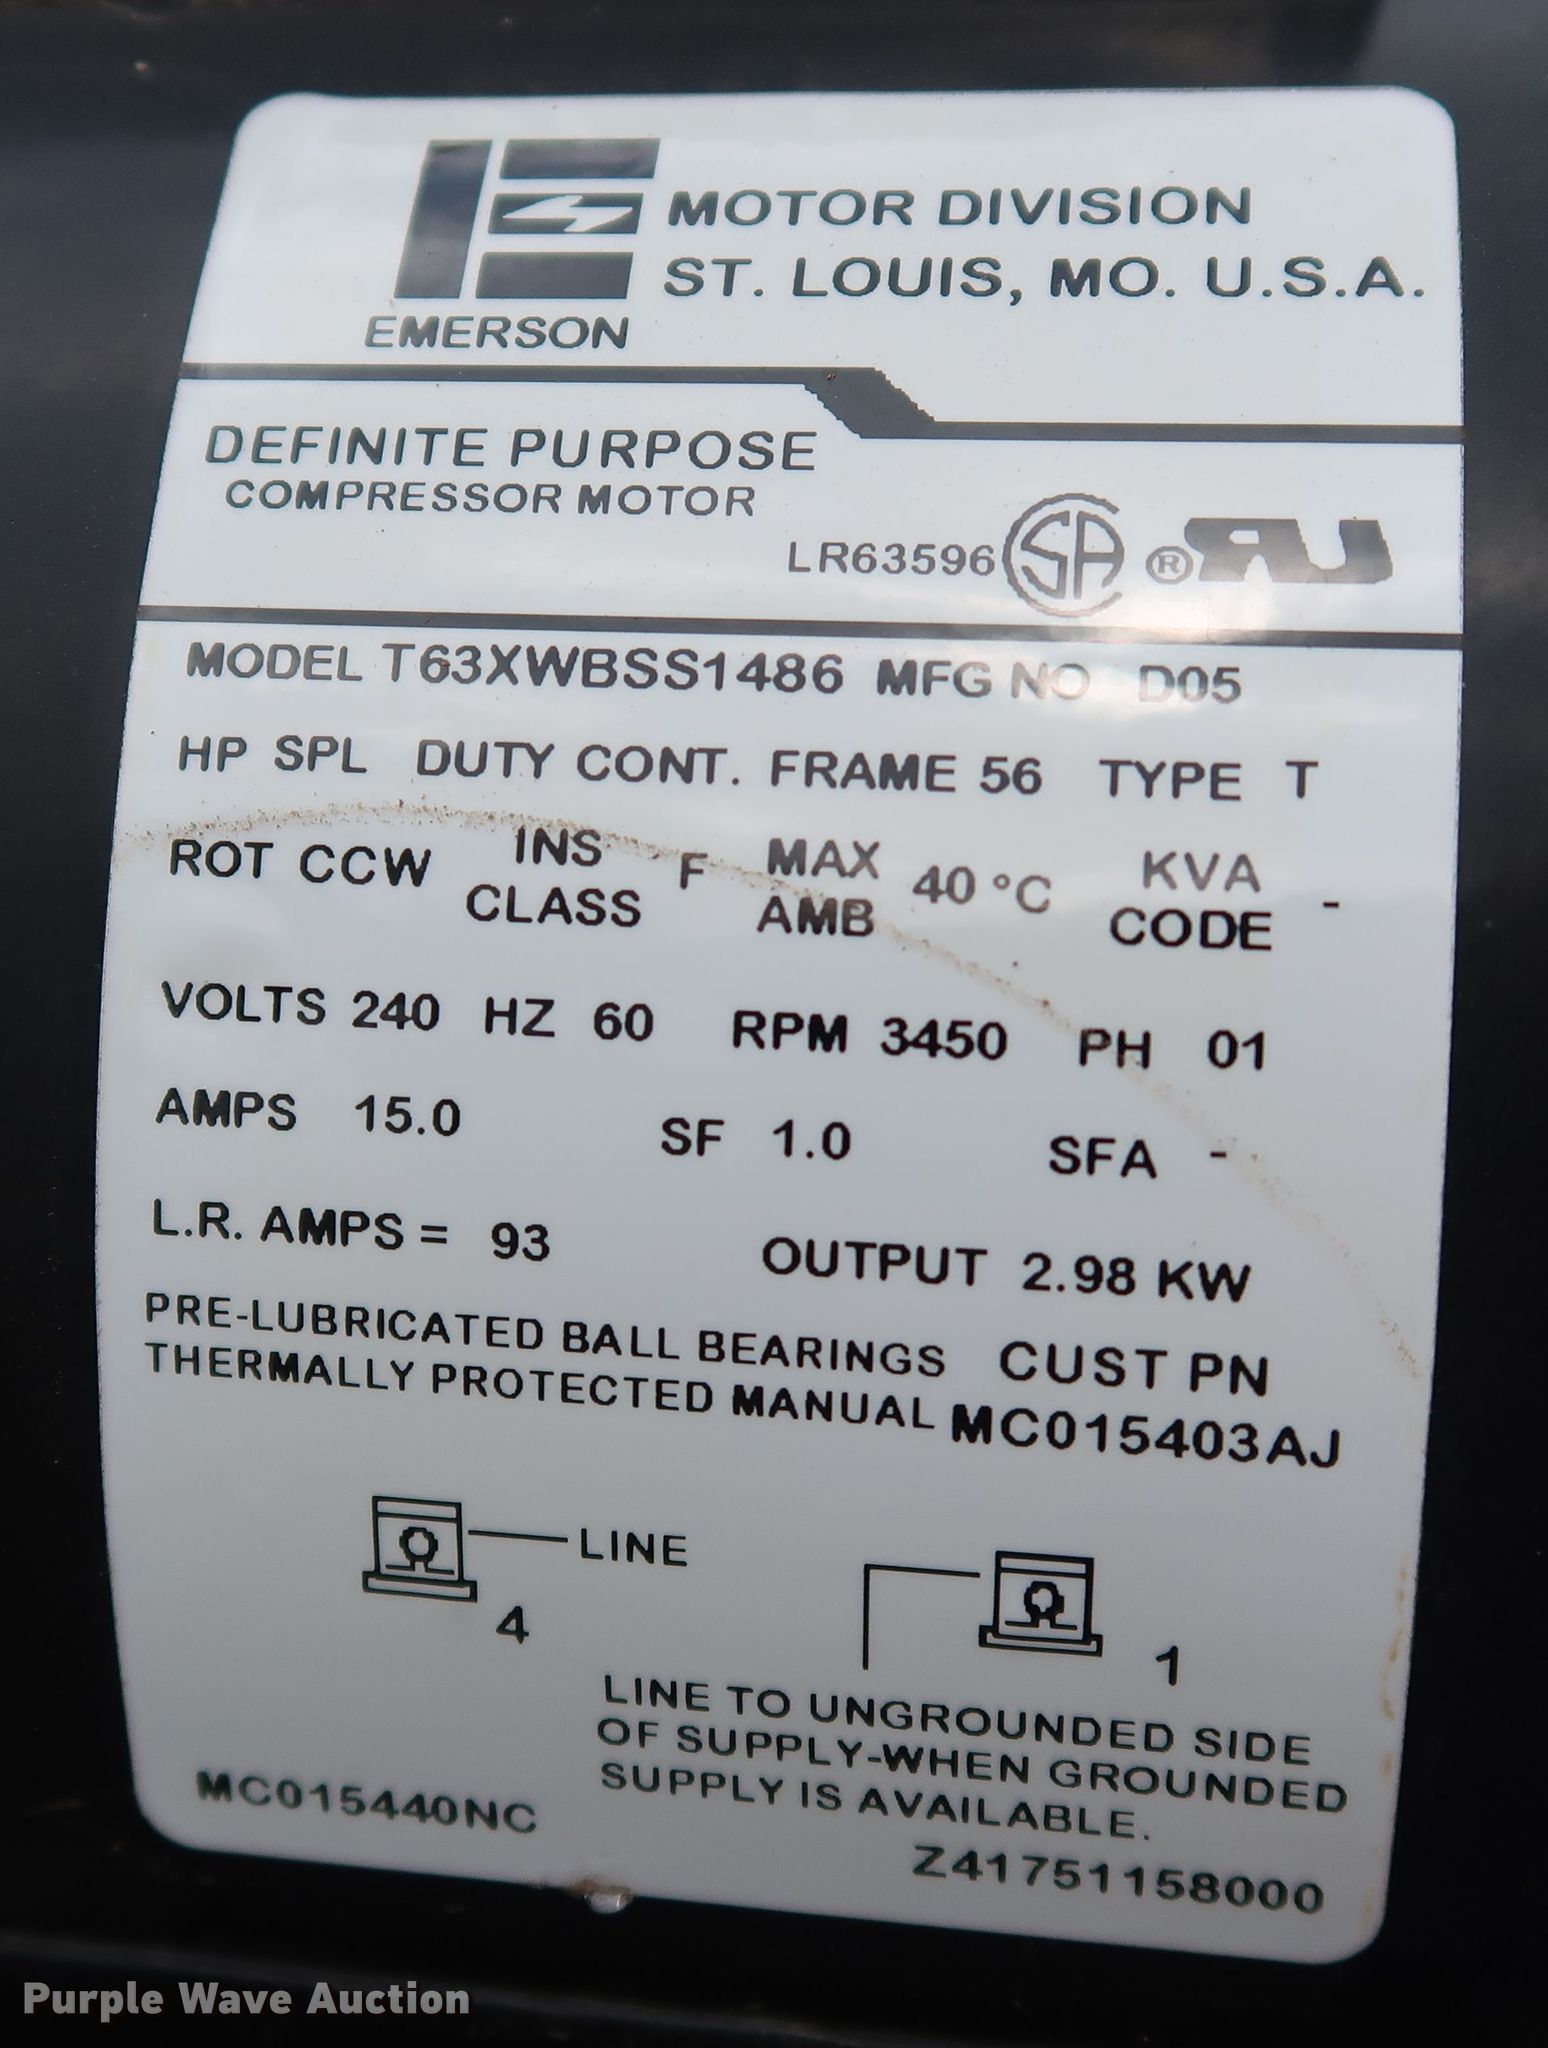 MOTOR DIVISION
ST. LOUIS, MO. U.S.A.
EMERSON
DEFINITE PURPOSE
COMPRESSOR MOTOR
LR63596 SA ® RU
MODEL T63XWBSS1486 MFG NO D05
HP SPL DUTY CONT. FRAME 56 TYPE T
ROT CCW INS CLASS F MAX AMB 40 °C KVA CODE -
VOLTS 240 HZ 60 RPM 3450 PH 01
AMPS 15.0 SF 1.0 SFA -
L.R. AMPS = 93 OUTPUT 2.98 KW
PRE-LUBRICATED BALL BEARINGS CUST PN
THERMALLY PROTECTED MANUAL MC015403AJ
LINE
4
1
LINE TO UNGROUNDED SIDE
OF SUPPLY-WHEN GROUNDED
SUPPLY IS AVAILABLE.
MC015440NC
Z41751158000
Purple Wave Auction